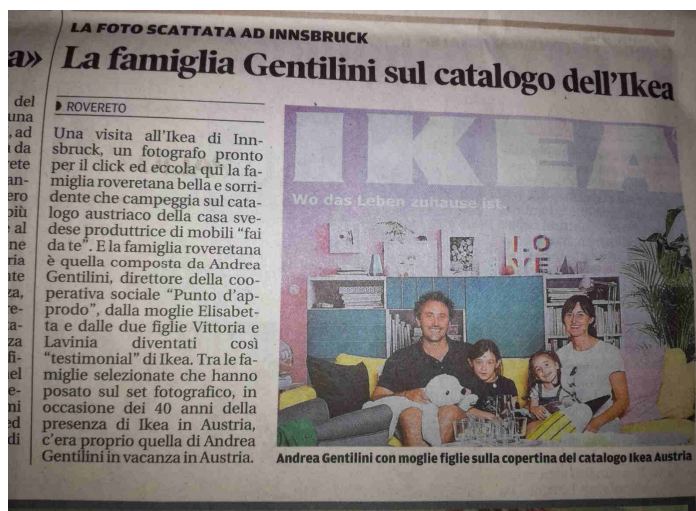 LA FOTO SCATTATA AD INNSBRUCK
a»
La famiglia Gentilini sul catalogo dell'Ikea
ROVERETO
Una visita all'Ikea di Inn-
sbruck, un fotografo pronto
per il click ed eccola qui la fa-
miglia roveretana bella e sorri-
dente che campeggia sul cata-
logo austriaco della casa sve-
dese produttrice di mobili “fai
da te”. E la famiglia roveretana
è quella composta da Andrea
Gentilini, direttore della coo-
perativa sociale “Punto d'ap-
prodo”, dalla moglie Elisabet-
ta e dalle due figlie Vittoria e
Lavinia diventati così
“testimonial” di Ikea. Tra le fa-
miglie selezionate che hanno
posato sul set fotografico, in
occasione dei 40 anni della
presenza di Ikea in Austria,
c'era proprio quella di Andrea
Gentilini in vacanza in Austria.
IKEA
Wo das Leben zuhause ist.
LOVE
Andrea Gentilini con moglie figlie sulla copertina del catalogo Ikea Austria